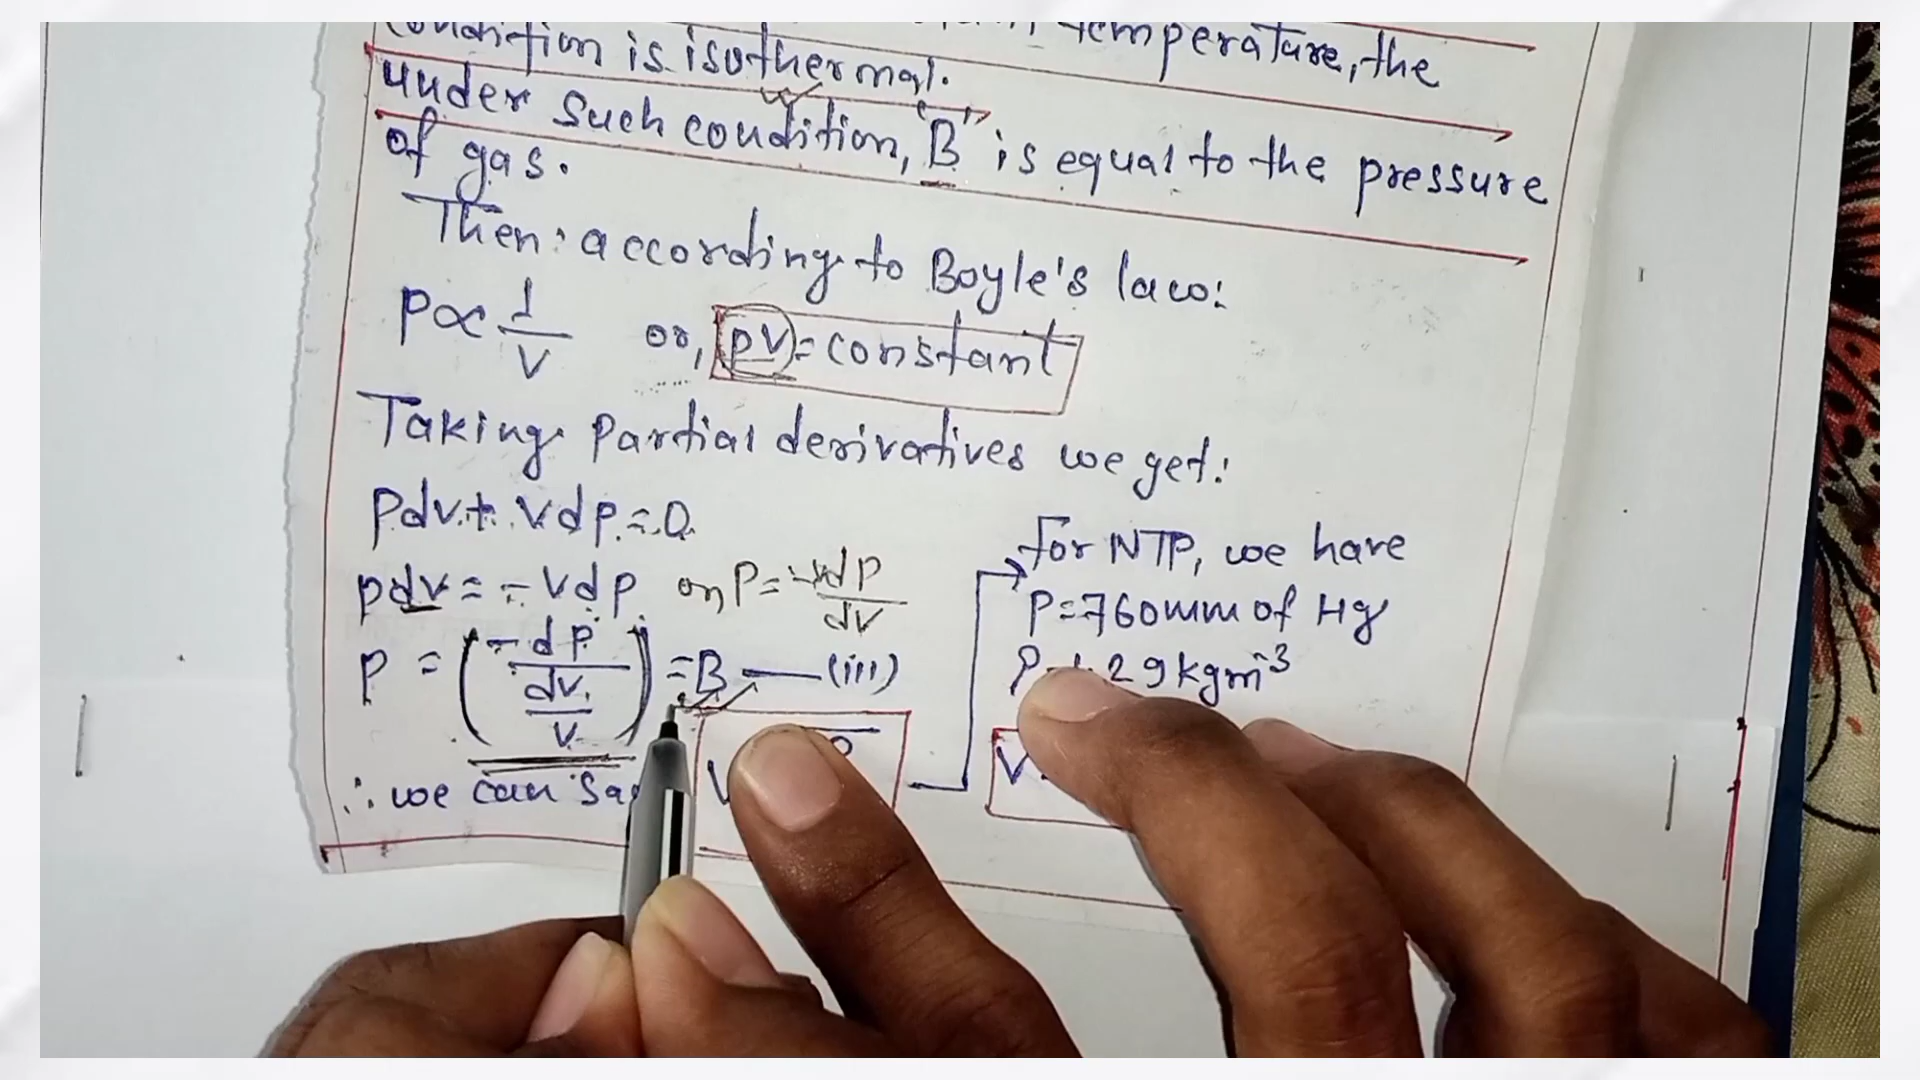 temperature, the
condition is isothermal.
under such condition, "B" is equal to the pressure
of gas.
Then: according to Boyle's law:
P∝ 1/V or, PV = constant
Taking Partial derivatives we get:
Pdv + Vdp = 0
pdv = - Vdp or P = -Vdp/dv
P = (-dp/(dv/V)) = B — (iii)
∴ we can
For NTP, we have
P=760mm of Hg
29 kgm-3
V